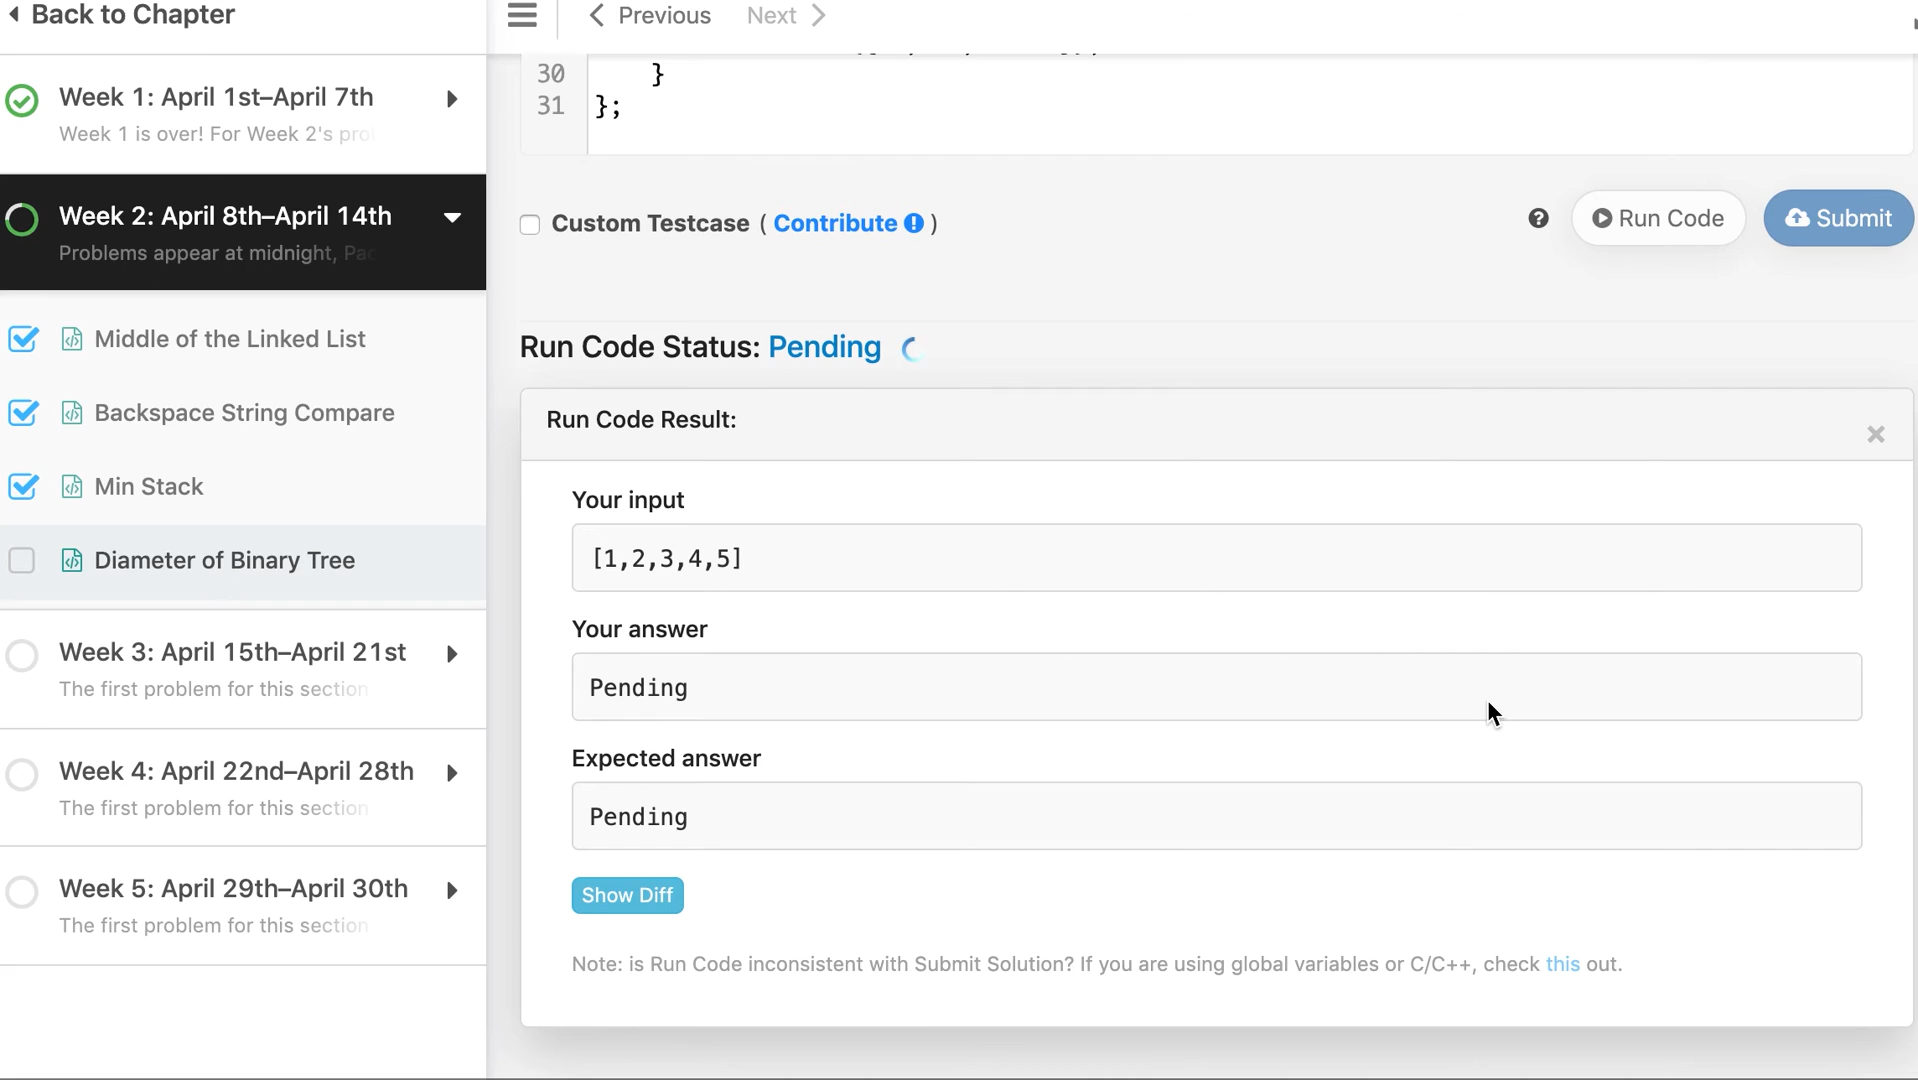 Back to Chapter
Week 1: April 1st–April 7th
Week 1 is over! For Week 2's
Week 2: April 8th–April 14th
Problems appear at midnight,
Middle of the Linked List
Backspace String Compare
Min Stack
Diameter of Binary Tree
Week 3: April 15th–April 21st
The first problem for this section
Week 4: April 22nd–April 28th
The first problem for this section
Week 5: April 29th–April 30th
The first problem for this section
Previous
Next
30 }
31 };
Custom Testcase ( Contribute )
Run Code
Submit
Run Code Status: Pending
Run Code Result:
Your input
[1,2,3,4,5]
Your answer
Pending
Expected answer
Pending
Show Diff
Note: is Run Code inconsistent with Submit Solution? If you are using global variables or C/C++, check this out.